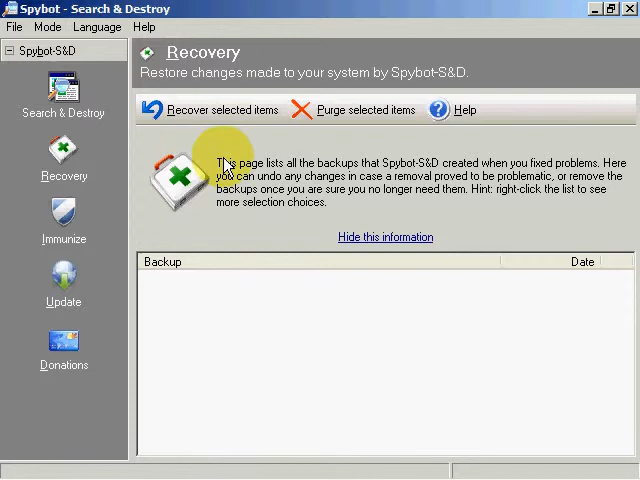 Spybot - Search & Destroy
File Mode Language Help
Spybot-S&D
Search & Destroy
Recovery
Immunize
Update
Donations
Recovery
Restore changes made to your system by Spybot-S&D.
Recover selected items Purge selected items Help
This page lists all the backups that Spybot-S&D created when you fixed problems. Here
you can undo any changes in case a removal proved to be problematic, or remove the
backups once you are sure you no longer need them. Hint: right-click the list to see
more selection choices.
Hide this information
Backup Date